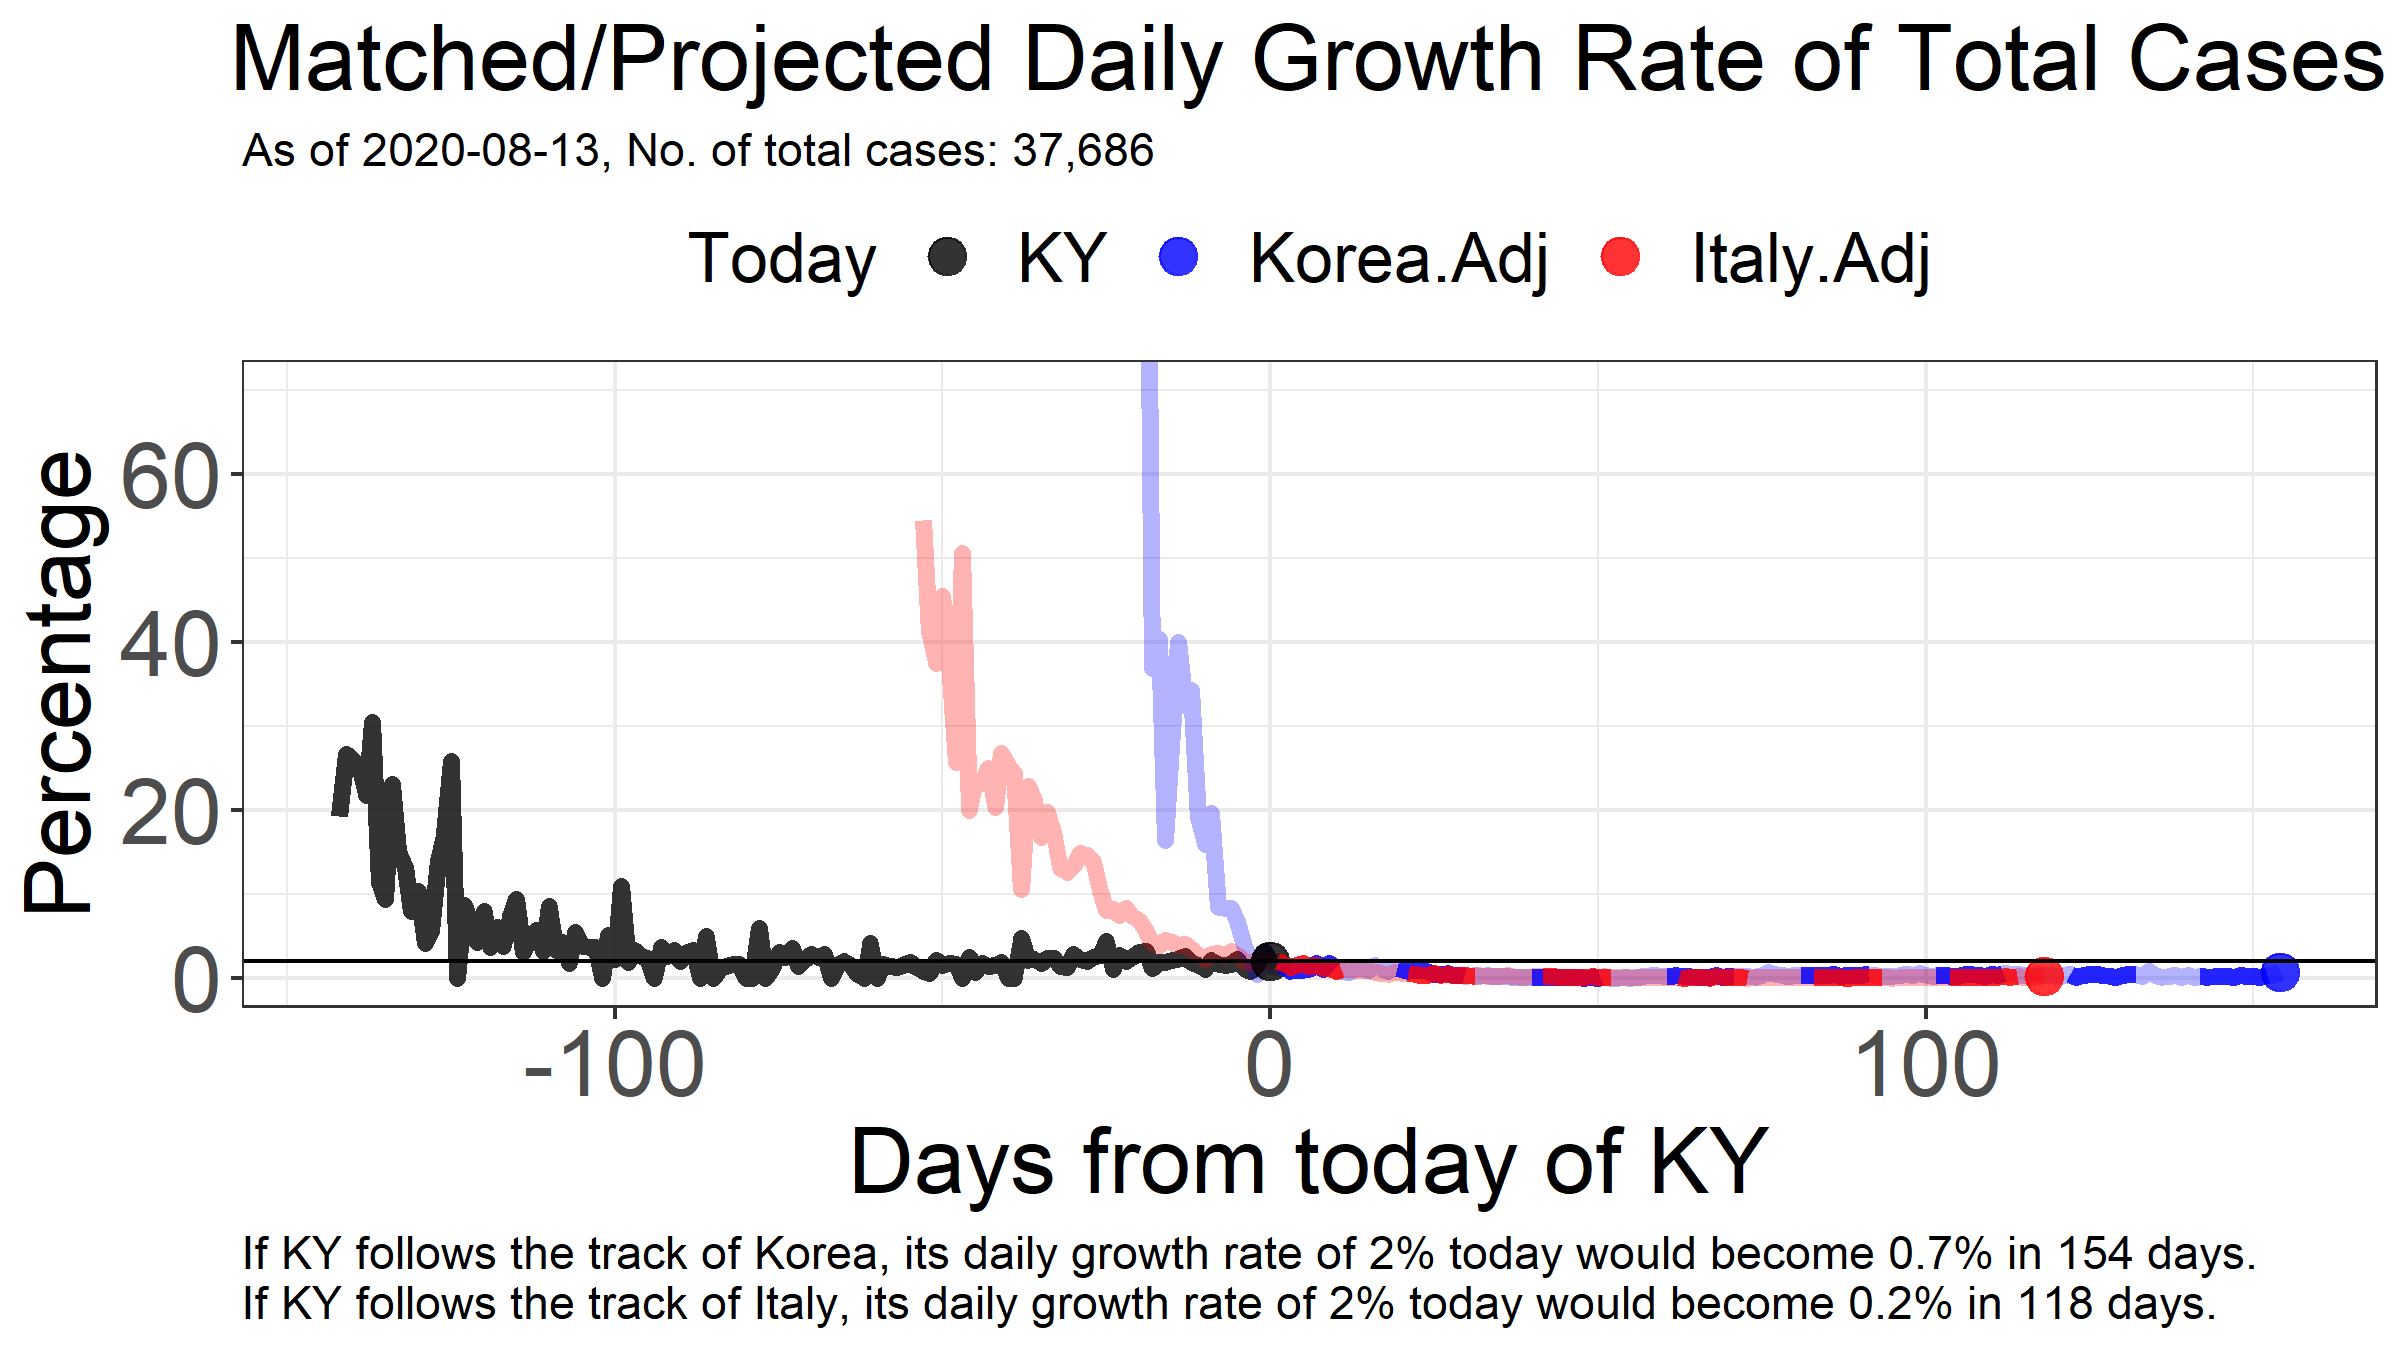 Matched/Projected Daily Growth Rate of Total Cases
As of 2020-08-13, No. of total cases: 37,686
Today KY Korea.Adj Italy.Adj
Percentage
60
40
20
0
-100 0 100
Days from today of KY
If KY follows the track of Korea, its daily growth rate of 2% today would become 0.7% in 154 days.
If KY follows the track of Italy, its daily growth rate of 2% today would become 0.2% in 118 days.